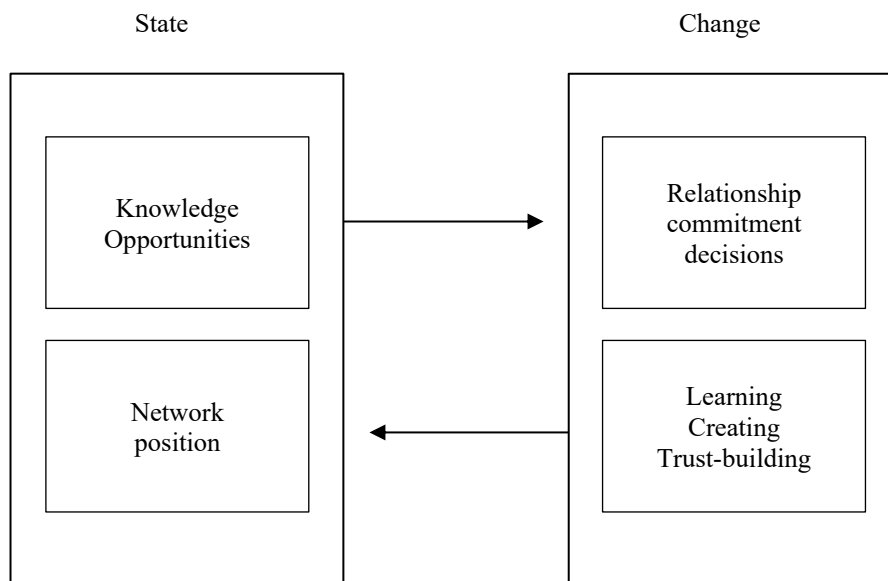 State
Change
Knowledge
Opportunities
Relationship
commitment
decisions
Network
position
Learning
Creating
Trust-building